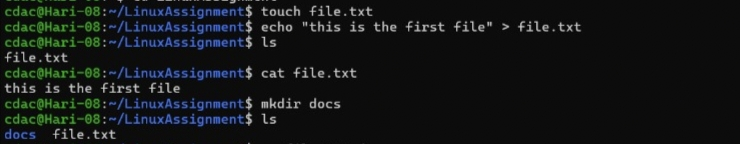 cdac@Hari-08:~/LinuxAssignment$ touch file.txt
cdac@Hari-08:~/LinuxAssignment$ echo "this is the first file" > file.txt
cdac@Hari-08:~/LinuxAssignment$ ls
file.txt
cdac@Hari-08:~/LinuxAssignment$ cat file.txt
this is the first file
cdac@Hari-08:~/LinuxAssignment$ mkdir docs
cdac@Hari-08:~/LinuxAssignment$ ls
docs  file.txt